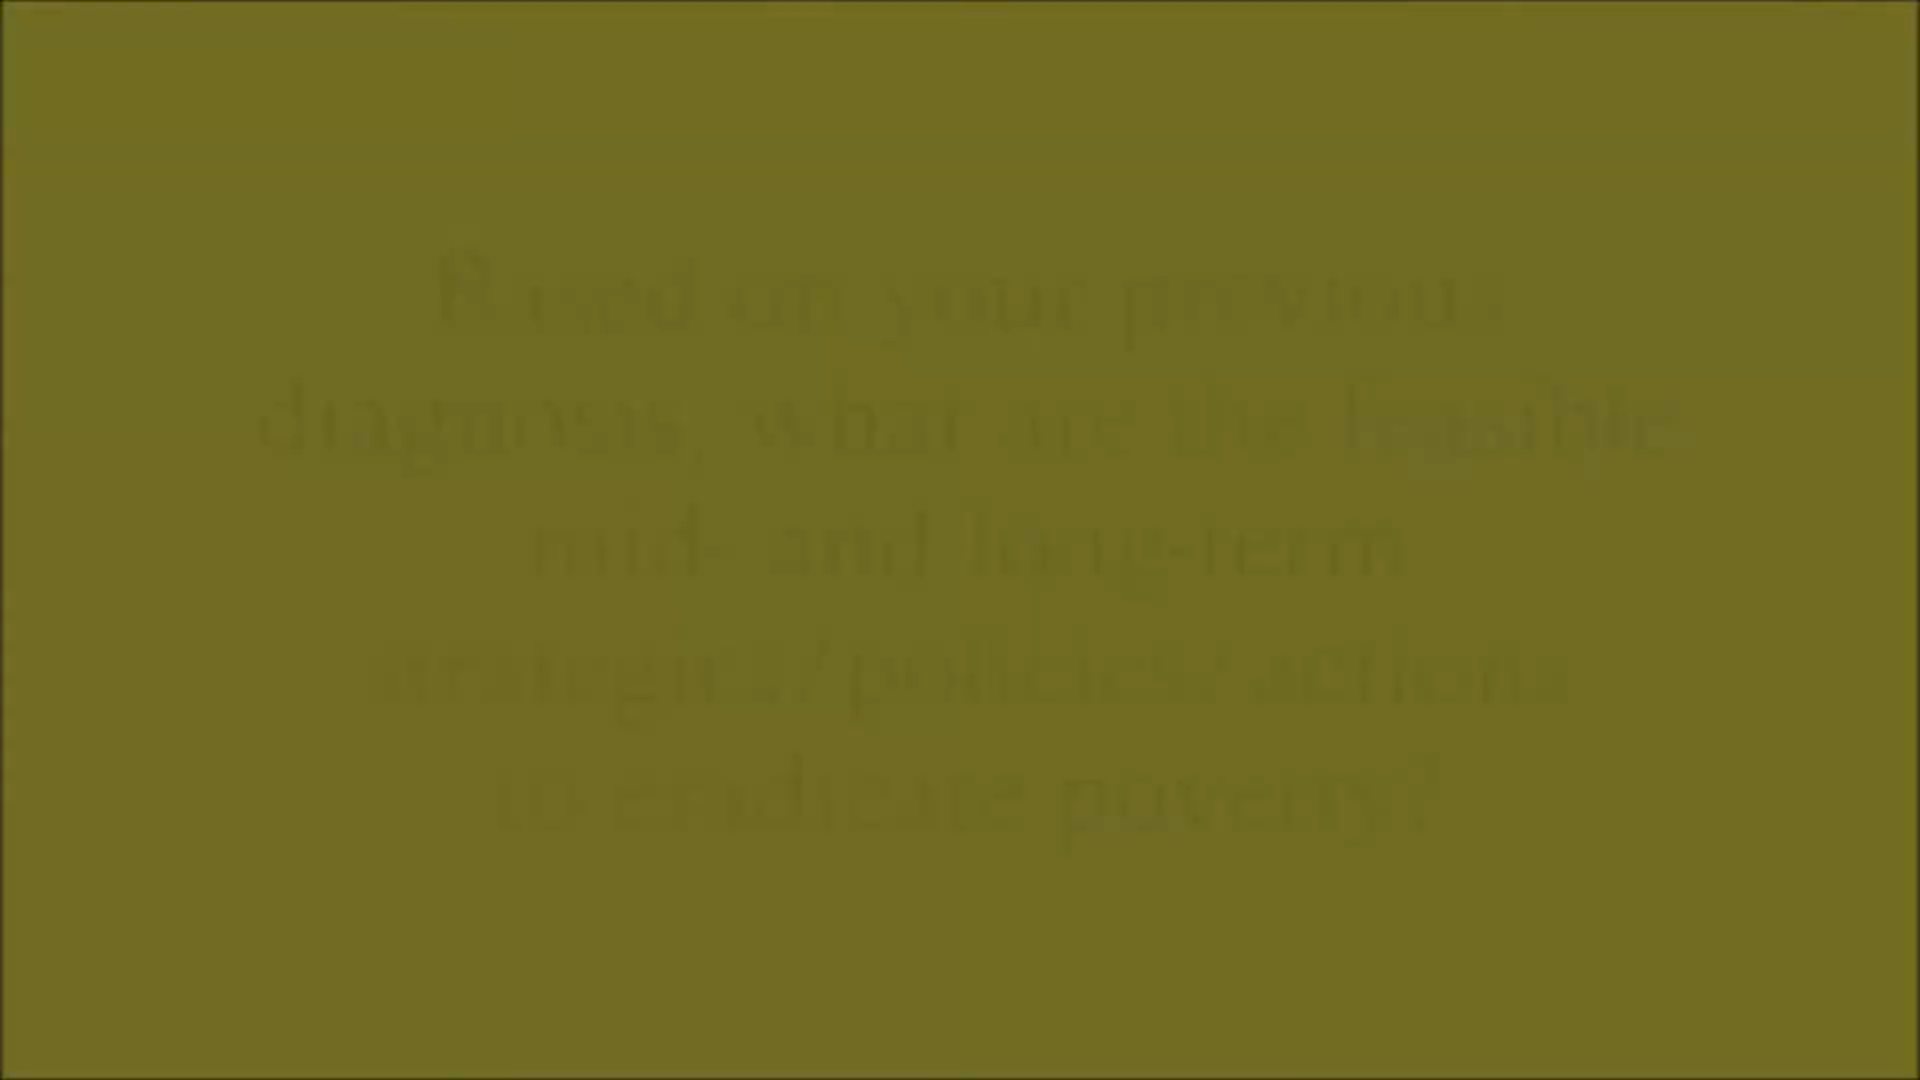 Based on your previous
diagnosis, what are the feasible
mid- and long-term
strategies/policies/actions
to eradicate poverty?